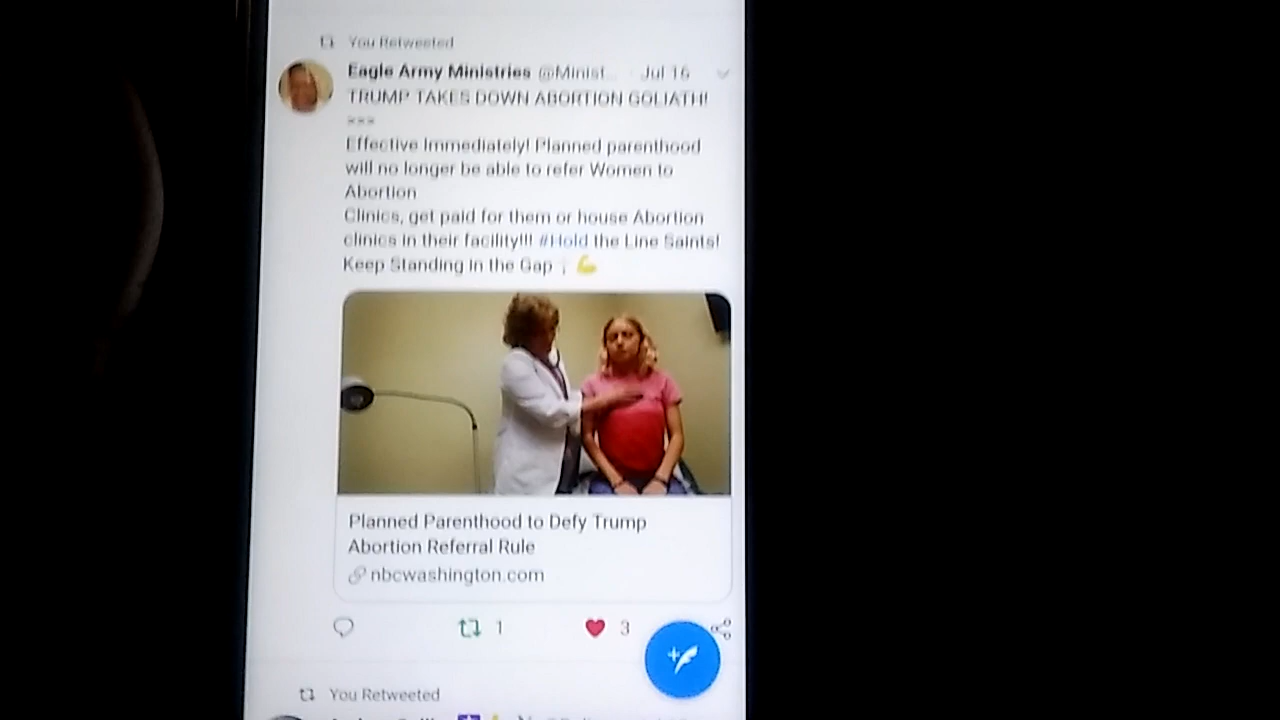 You Retweeted
Eagle Army Ministries @Minist... · Jul 16
TRUMP TAKES DOWN ABORTION GOLIATH!
---
Effective Immediately! Planned parenthood
will no longer be able to refer Women to
Abortion
Clinics, get paid for them or house Abortion
clinics in their facility!!! #Hold the Line Saints!
Keep Standing in the Gap
Planned Parenthood to Defy Trump
Abortion Referral Rule
nbcwashington.com
1 3
You Retweeted